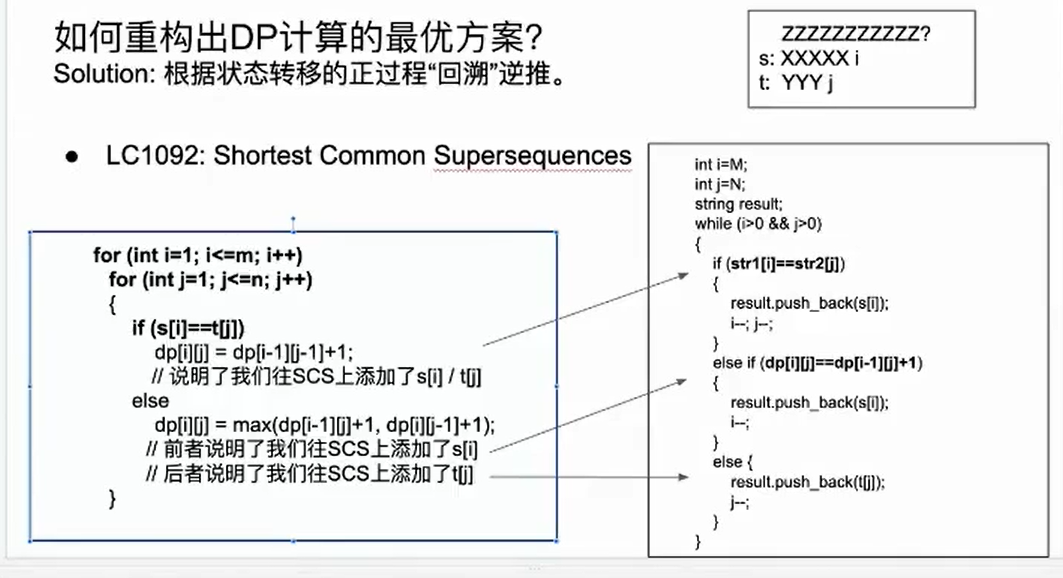 如何重构出DP计算的最优方案?
Solution: 根据状态转移的正过程“回溯”逆推。
ZZZZZZZZZZZ?
s: XXXXX i
t: YYY j
● LC1092: Shortest Common Supersequences
for (int i=1; i<=m; i++)
for (int j=1; j<=n; j++)
{
if (s[i]==t[j])
dp[i][j] = dp[i-1][j-1]+1;
// 说明了我们往SCS上添加了s[i] / t[j]
else
dp[i][j] = max(dp[i-1][j]+1, dp[i][j-1]+1);
// 前者说明了我们往SCS上添加了s[i]
// 后者说明了我们往SCS上添加了t[j]
}
int i=M;
int j=N;
string result;
while (i>0 && j>0)
{
if (str1[i]==str2[j])
{
result.push_back(s[i]);
i--; j--;
}
else if (dp[i][j]==dp[i-1][j]+1)
{
result.push_back(s[i]);
i--;
}
else {
result.push_back(t[j]);
j--;
}
}